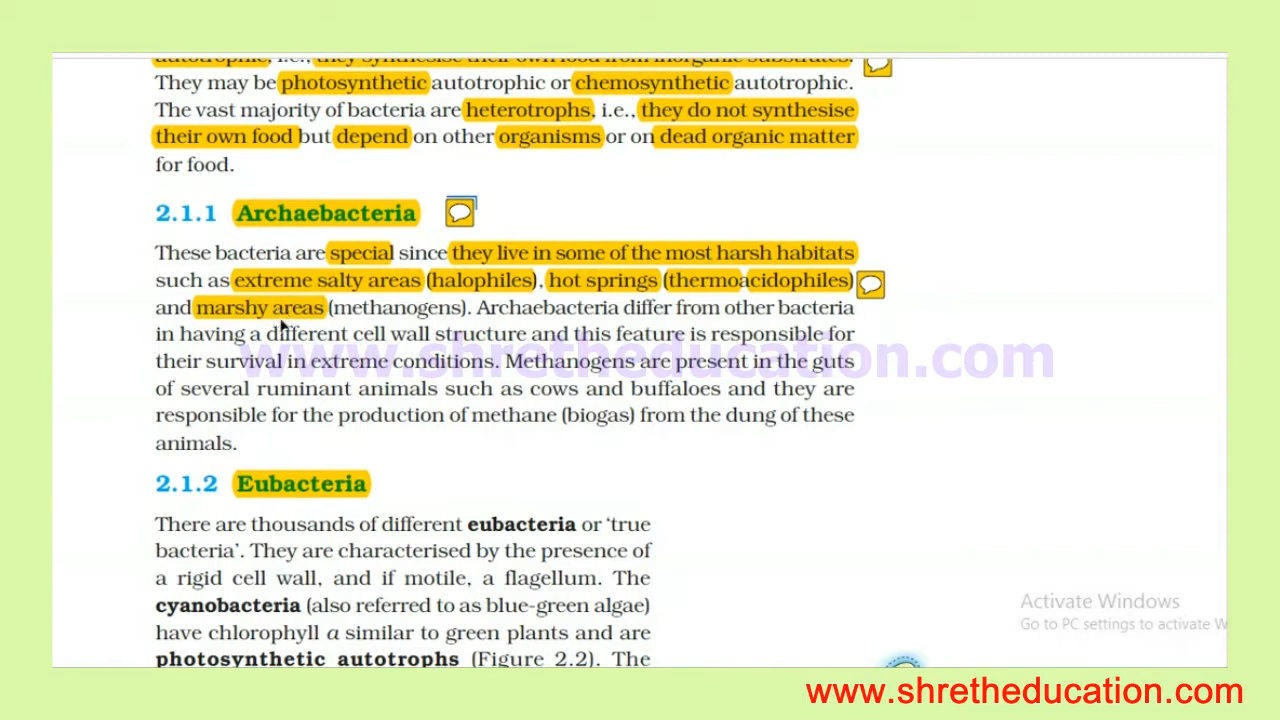 autotrophic, i.e., they synthesise their own food from inorganic substrates.
They may be photosynthetic autotrophic or chemosynthetic autotrophic.
The vast majority of bacteria are heterotrophs, i.e., they do not synthesise
their own food but depend on other organisms or on dead organic matter
for food.
2.1.1 Archaebacteria
These bacteria are special since they live in some of the most harsh habitats
such as extreme salty areas (halophiles), hot springs (thermoacidophiles)
and marshy areas (methanogens). Archaebacteria differ from other bacteria
in having a different cell wall structure and this feature is responsible for
their survival in extreme conditions. Methanogens are present in the guts
of several ruminant animals such as cows and buffaloes and they are
responsible for the production of methane (biogas) from the dung of these
animals.
www.shretheducation.com
2.1.2 Eubacteria
There are thousands of different eubacteria or ‘true
bacteria’. They are characterised by the presence of
a rigid cell wall, and if motile, a flagellum. The
cyanobacteria (also referred to as blue-green algae)
have chlorophyll a similar to green plants and are
photosynthetic autotrophs (Figure 2.2). The
Activate Windows
Go to PC settings to activate W
www.shretheducation.com